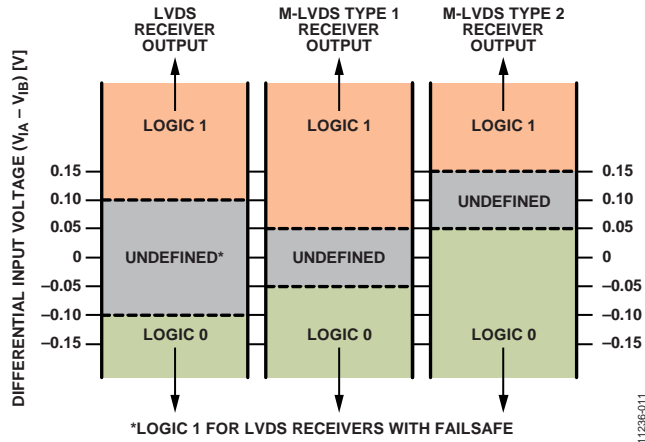 LVDS
RECEIVER
OUTPUT
M-LVDS TYPE 1
RECEIVER
OUTPUT
M-LVDS TYPE 2
RECEIVER
OUTPUT
DIFFERENTIAL INPUT VOLTAGE (VIA – VIB) [V]
0.15
0.10
0.05
0
–0.05
–0.10
–0.15
LOGIC 1
UNDEFINED*
LOGIC 0
LOGIC 1
UNDEFINED
LOGIC 0
LOGIC 1
UNDEFINED
LOGIC 0
0.15
0.10
0.05
0
–0.05
–0.10
–0.15
*LOGIC 1 FOR LVDS RECEIVERS WITH FAILSAFE
11236-011